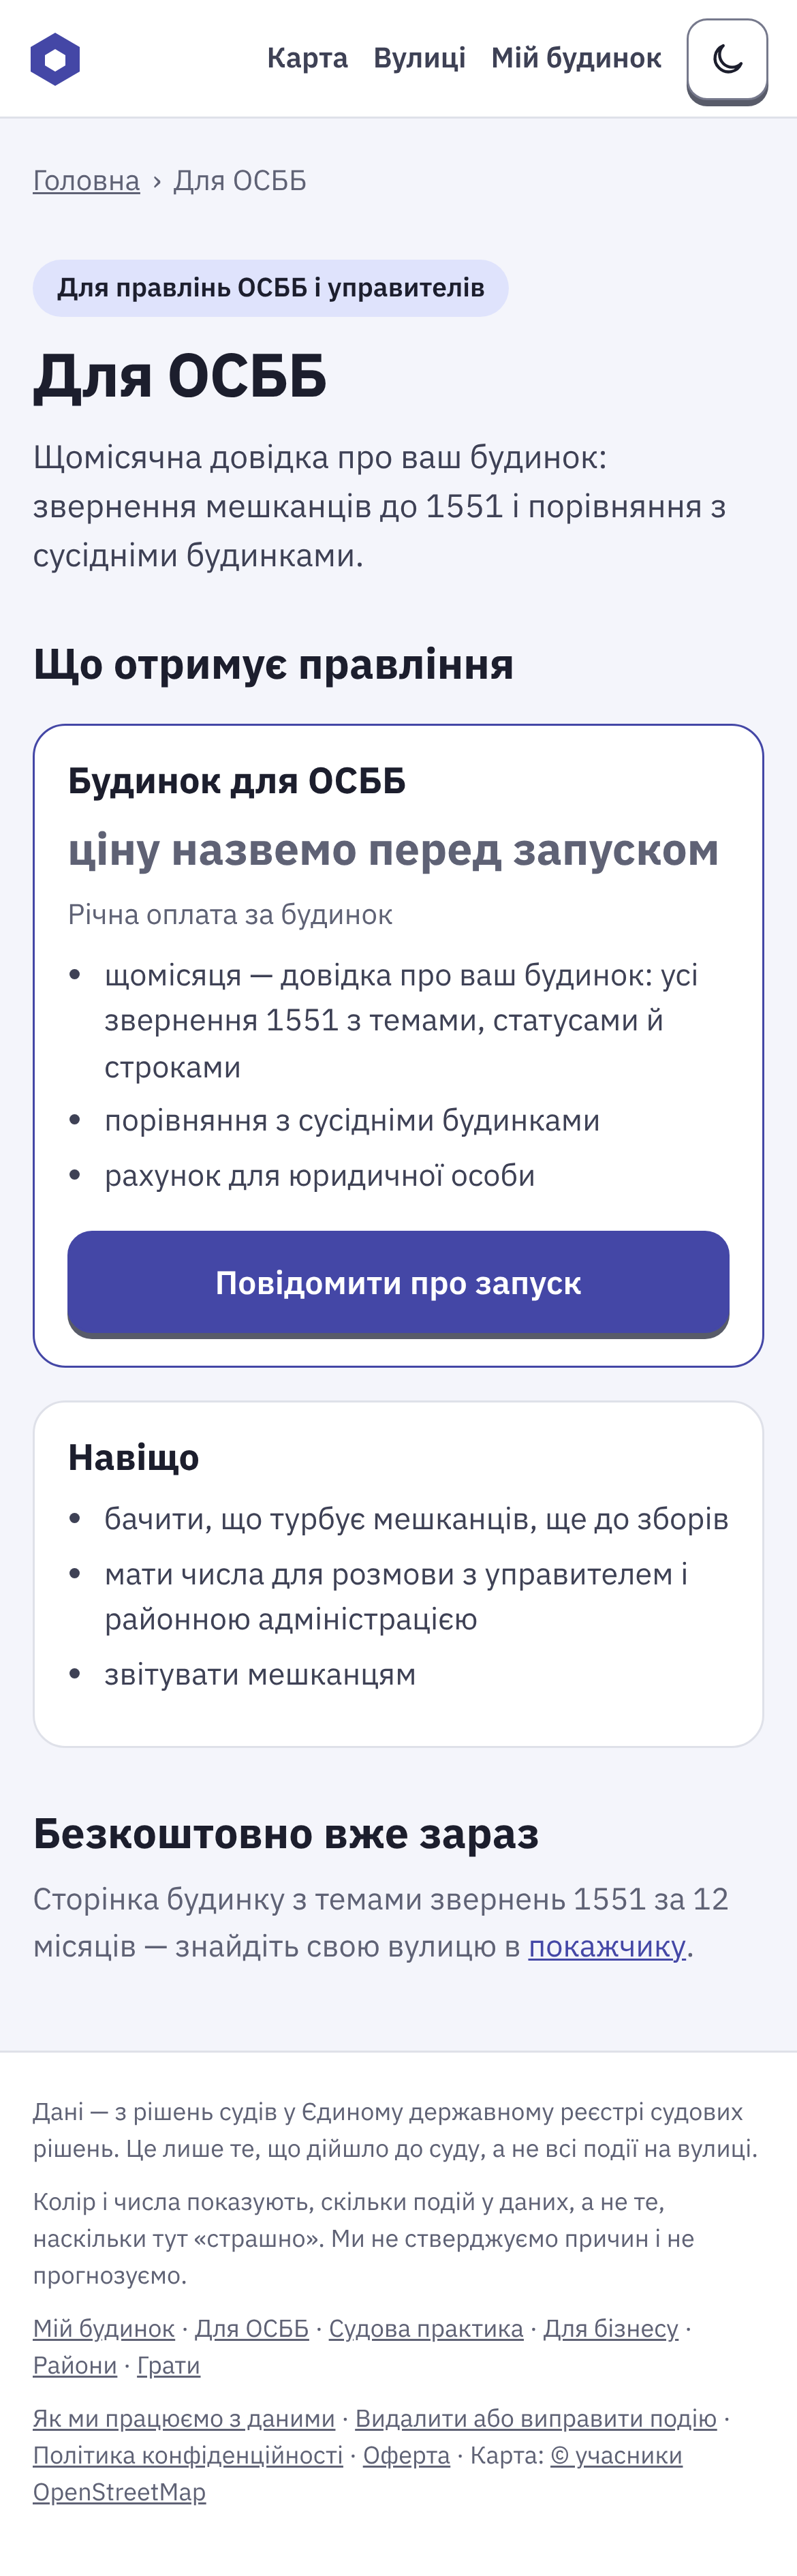 Карта Вулиці Мій будинок
Головна › Для ОСББ
Для правлінь ОСББ і управителів
Для ОСББ
Щомісячна довідка про ваш будинок:
звернення мешканців до 1551 і порівняння з
сусідніми будинками.
Що отримує правління
Будинок для ОСББ
ціну назвемо перед запуском
Річна оплата за будинок
• щомісяця — довідка про ваш будинок: усі
звернення 1551 з темами, статусами й
строками
• порівняння з сусідніми будинками
• рахунок для юридичної особи
Повідомити про запуск
Навіщо
• бачити, що турбує мешканців, ще до зборів
• мати числа для розмови з управителем і
районною адміністрацією
• звітувати мешканцям
Безкоштовно вже зараз
Сторінка будинку з темами звернень 1551 за 12
місяців — знайдіть свою вулицю в покажчику.
Дані — з рішень судів у Єдиному державному реєстрі судових
рішень. Це лише те, що дійшло до суду, а не всі події на вулиці.
Колір і числа показують, скільки подій у даних, а не те,
наскільки тут «страшно». Ми не стверджуємо причин і не
прогнозуємо.
Мій будинок · Для ОСББ · Судова практика · Для бізнесу ·
Райони · Грати
Як ми працюємо з даними · Видалити або виправити подію ·
Політика конфіденційності · Оферта · Карта: © учасники
OpenStreetMap